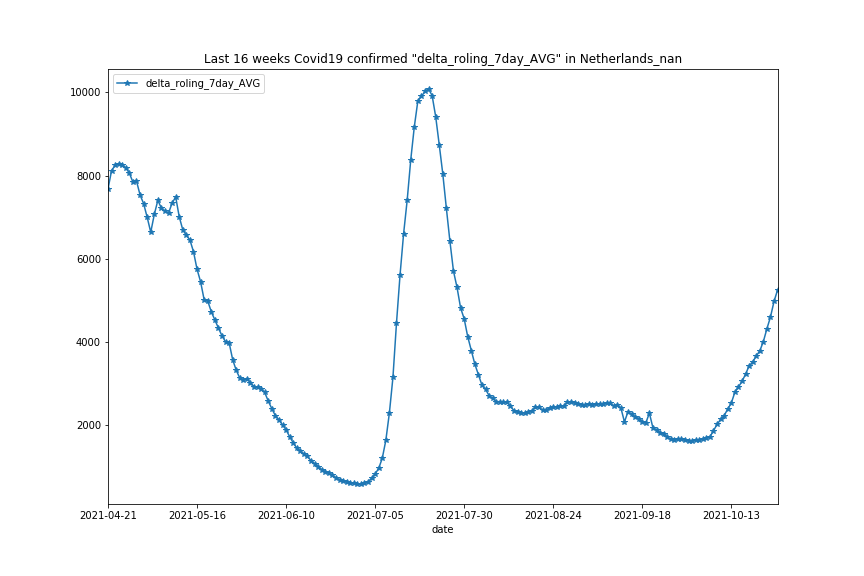 Last 16 weeks Covid19 confirmed "delta_roling_7day_AVG" in Netherlands_nan
delta_roling_7day_AVG
10000
8000
6000
4000
2000
2021-04-21 2021-05-16 2021-06-10 2021-07-05 2021-07-30 2021-08-24 2021-09-18 2021-10-13
date